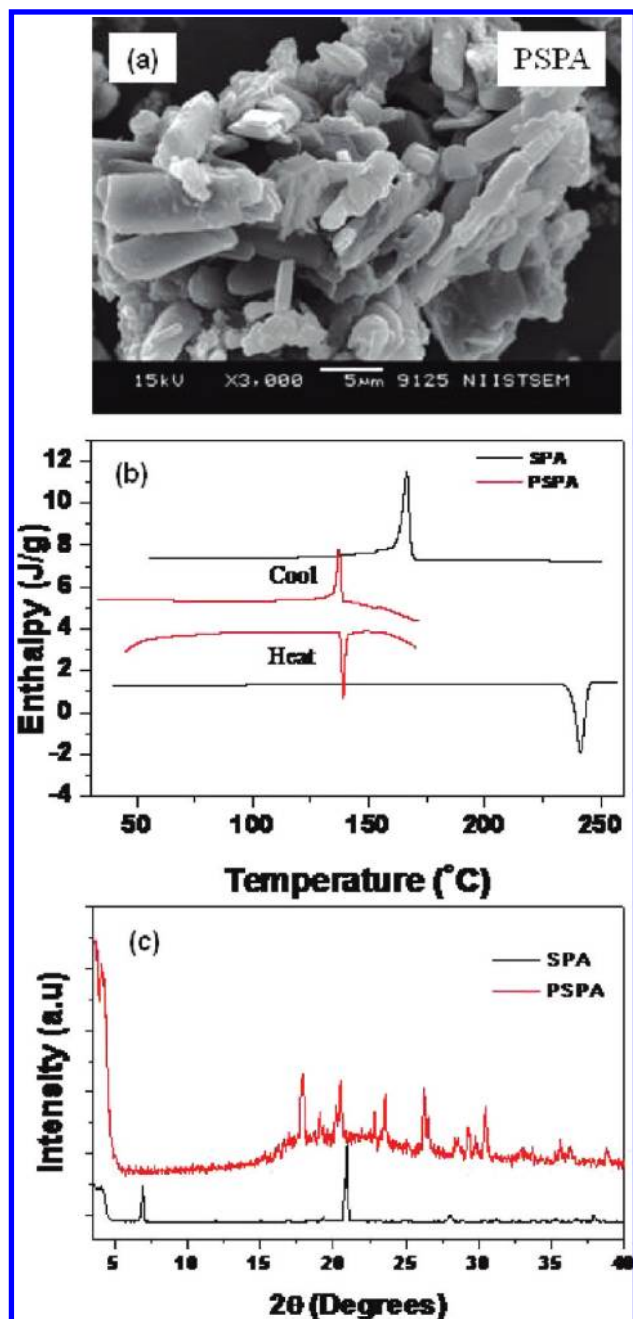 (a)
PSPA
15kV X3,000 5μm 9125 NIISTSEM
(b)
SPA
PSPA
Cool
Heat
12
10
8
6
4
2
0
-2
-4
Enthalpy (J/g)
50 100 150 200 250
Temperature (°C)
(c)
SPA
PSPA
Intensity (a.u)
5 10 15 20 25 30 35 40
2θ (Degrees)